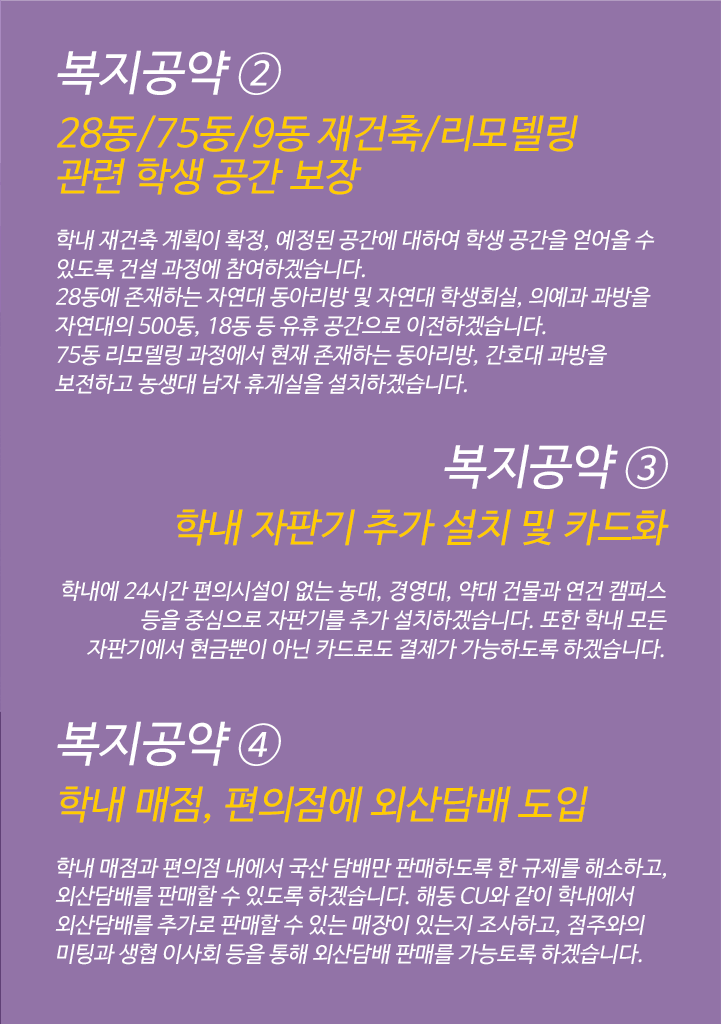 복지공약 ②
28동/75동/9동 재건축/리모델링
관련 학생 공간 보장
학내 재건축 계획이 확정, 예정된 공간에 대하여 학생 공간을 얻어올 수
있도록 건설 과정에 참여하겠습니다.
28동에 존재하는 자연대 동아리방 및 자연대 학생회실, 의예과 과방을
자연대의 500동, 18동 등 유휴 공간으로 이전하겠습니다.
75동 리모델링 과정에서 현재 존재하는 동아리방, 간호대 과방을
보전하고 농생대 남자 휴게실을 설치하겠습니다.
복지공약 ③
학내 자판기 추가 설치 및 카드화
학내에 24시간 편의시설이 없는 농대, 경영대, 약대 건물과 연건 캠퍼스
등을 중심으로 자판기를 추가 설치하겠습니다. 또한 학내 모든
자판기에서 현금뿐이 아닌 카드로도 결제가 가능하도록 하겠습니다.
복지공약 ④
학내 매점, 편의점에 외산담배 도입
학내 매점과 편의점 내에서 국산 담배만 판매하도록 한 규제를 해소하고,
외산담배를 판매할 수 있도록 하겠습니다. 해동 CU와 같이 학내에서
외산담배를 추가로 판매할 수 있는 매장이 있는지 조사하고, 점주와의
미팅과 생협 이사회 등을 통해 외산담배 판매를 가능토록 하겠습니다.